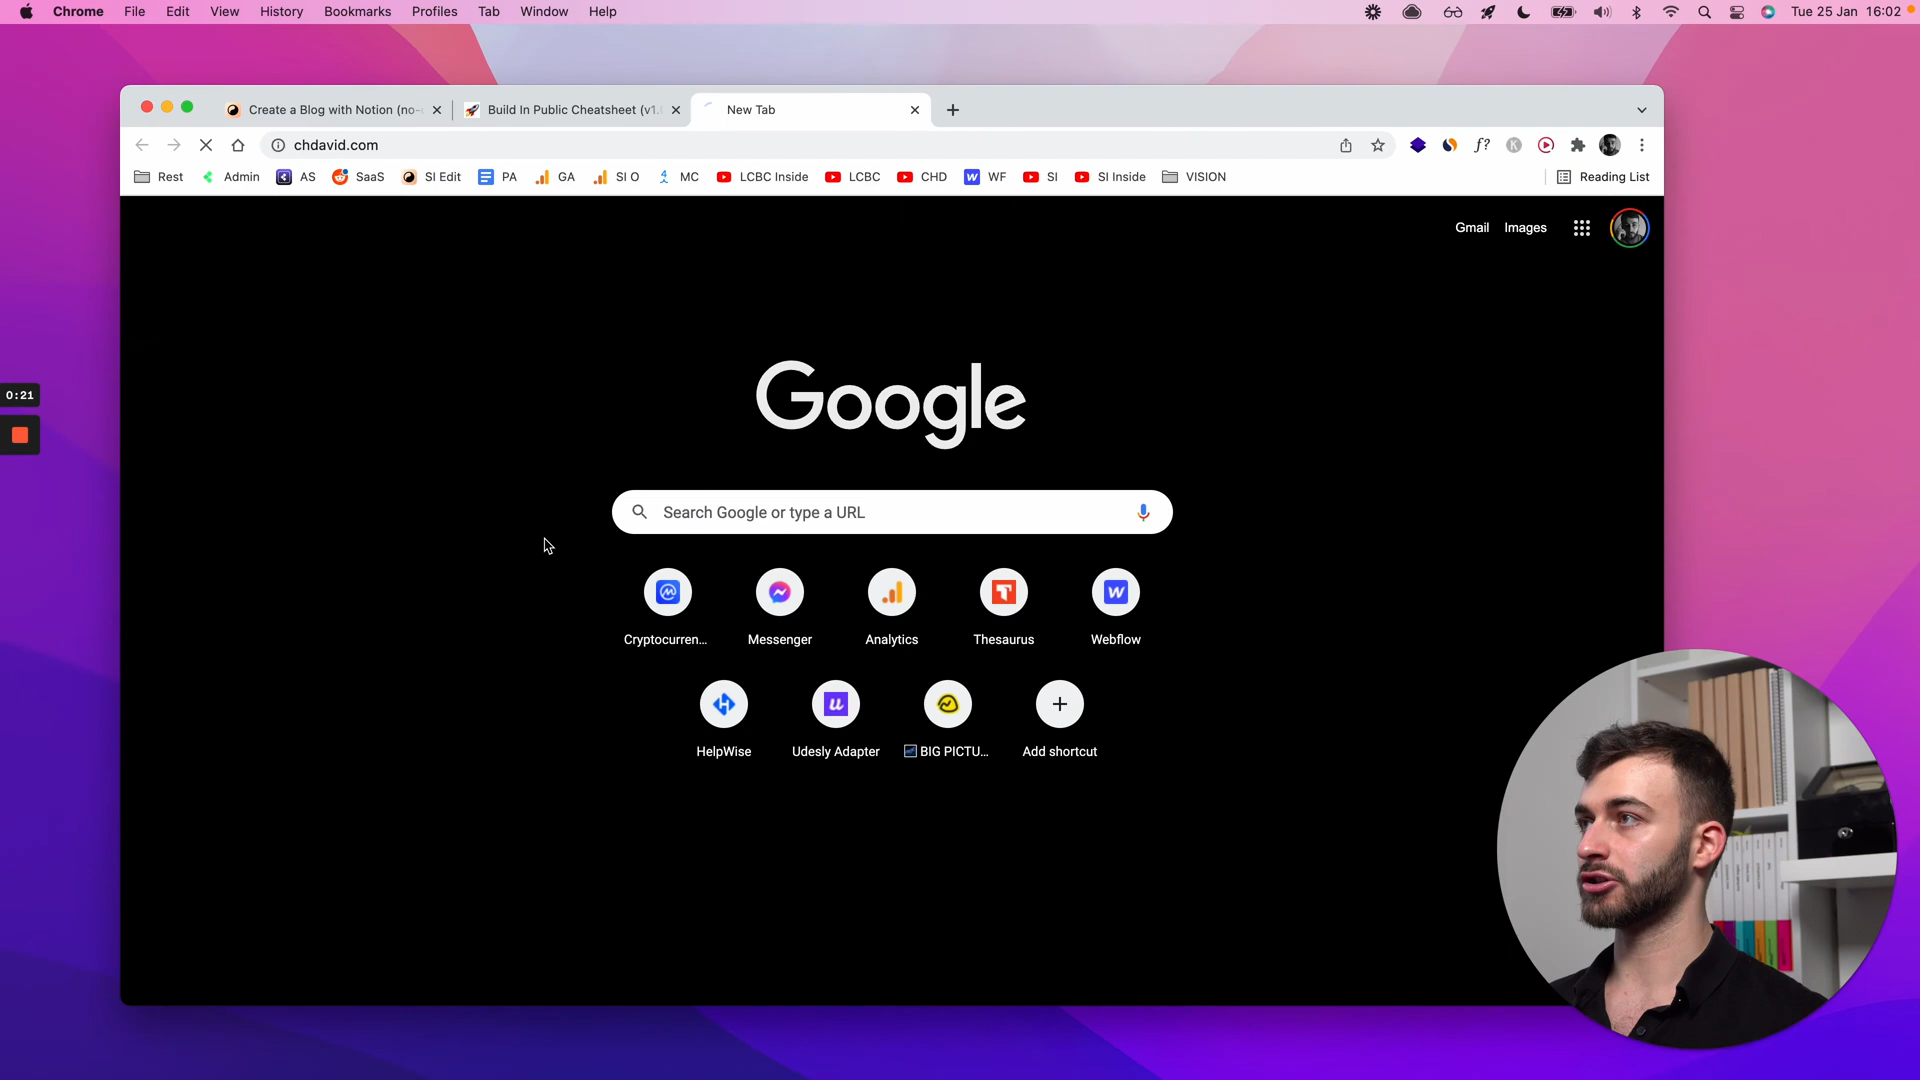 Chrome File Edit View History Bookmarks Profiles Tab Window Help Tue 25 Jan 16:02
Create a Blog with Notion (no- Build In Public Cheatsheet (v1. New Tab
chdavid.com f?
Rest Admin AS SaaS SI Edit PA GA SI O MC LCBC Inside LCBC CHD WF SI SI Inside VISION Reading List
Gmail Images
0:21
Google
Search Google or type a URL
Cryptocurren... Messenger Analytics Thesaurus Webflow
HelpWise Udesly Adapter BIG PICTU... Add shortcut